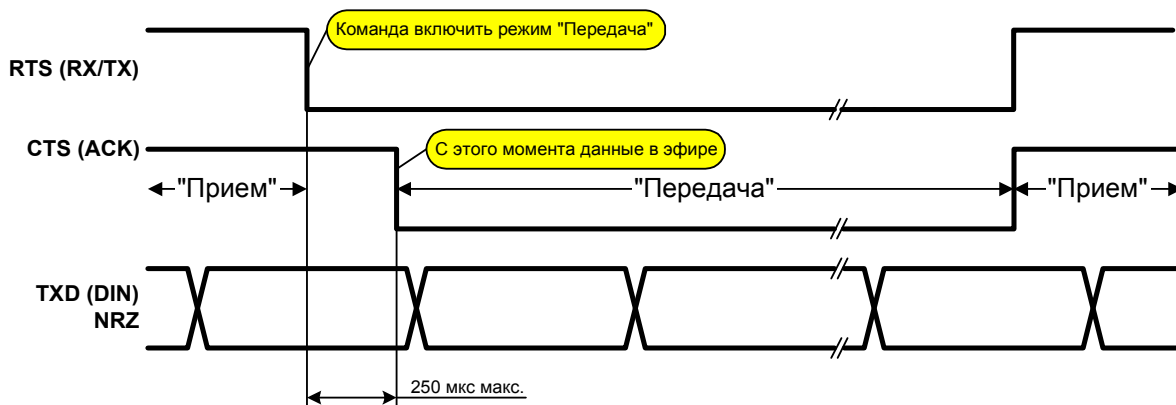 Команда включить режим "Передача"
RTS (RX/TX)
CTS (ACK)
С этого момента данные в эфире
"Прием"
"Передача"
"Прием"
TXD (DIN)
NRZ
250 мкс макс.